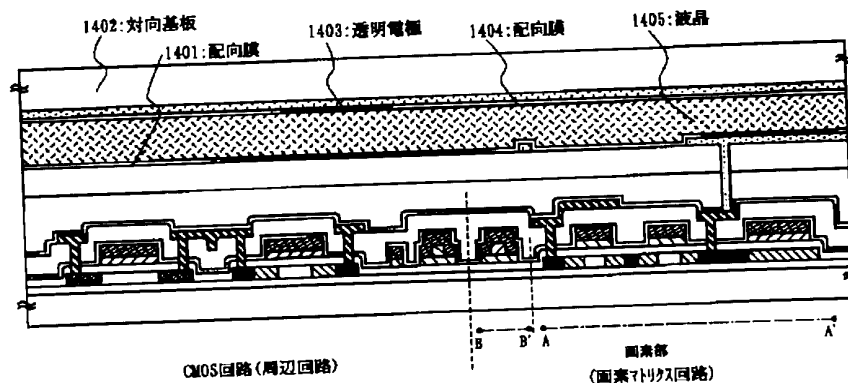 1402:対向基板
1403:透明電極
1404:配向膜
1405:液晶
1401:配向膜
B
B'
A
A'
CMOS回路(周辺回路)
画素部
(画素マトリクス回路)